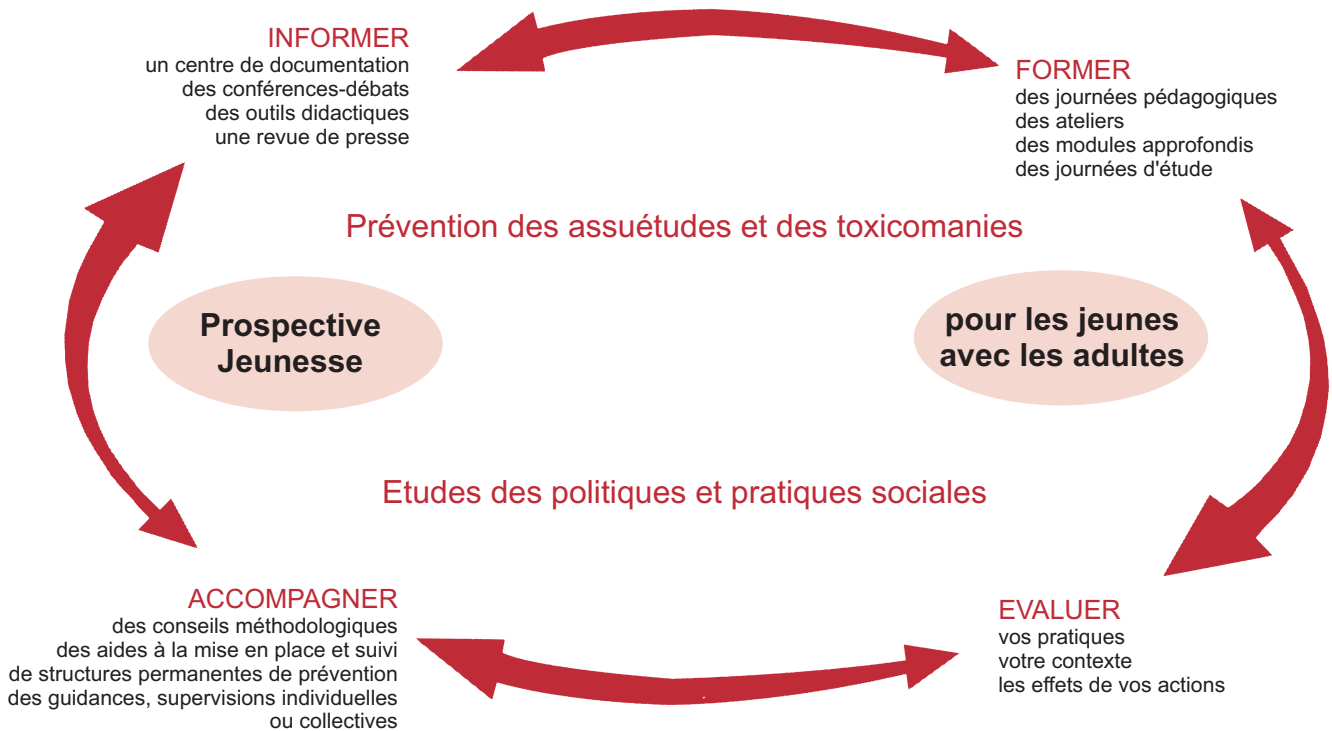 INFORMER
un centre de documentation
des conférences-débats
des outils didactiques
une revue de presse
FORMER
des journées pédagogiques
des ateliers
des modules approfondis
des journées d'étude
Prévention des assuétudes et des toxicomanies
Prospective
Jeunesse
pour les jeunes
avec les adultes
Etudes des politiques et pratiques sociales
ACCOMPAGNER
des conseils méthodologiques
des aides à la mise en place et suivi
de structures permanentes de prévention
des guidances, supervisions individuelles
ou collectives
EVALUER
vos pratiques
votre contexte
les effets de vos actions